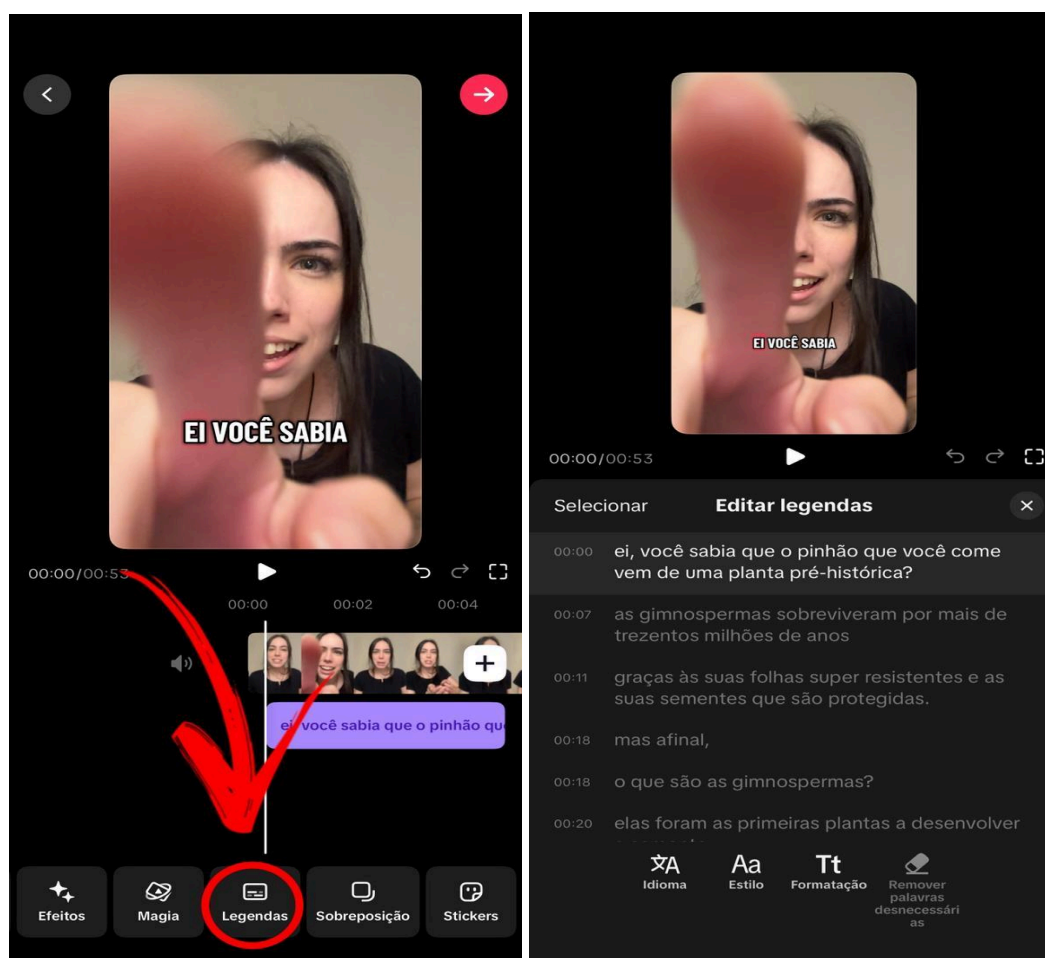 EI VOCÊ SABIA
00:00/00:53
00:00 00:02 00:04
ei, você sabia que o pinhão qu
Efeitos
Magia
Legendas
Sobreposição
Stickers
EI VOCÊ SABIA
00:00/00:53
Selecionar
Editar legendas
00:00 ei, você sabia que o pinhão que você come
vem de uma planta pré-histórica?
00:07 as gimnospermas sobreviveram por mais de
trezentos milhões de anos
00:11 graças às suas folhas super resistentes e as
suas sementes que são protegidas.
00:18 mas afinal,
00:18 o que são as gimnospermas?
00:20 elas foram as primeiras plantas a desenvolver
Idioma
Aa
Estilo
Tt
Formatação
Remover
palavras
desnecessári
as